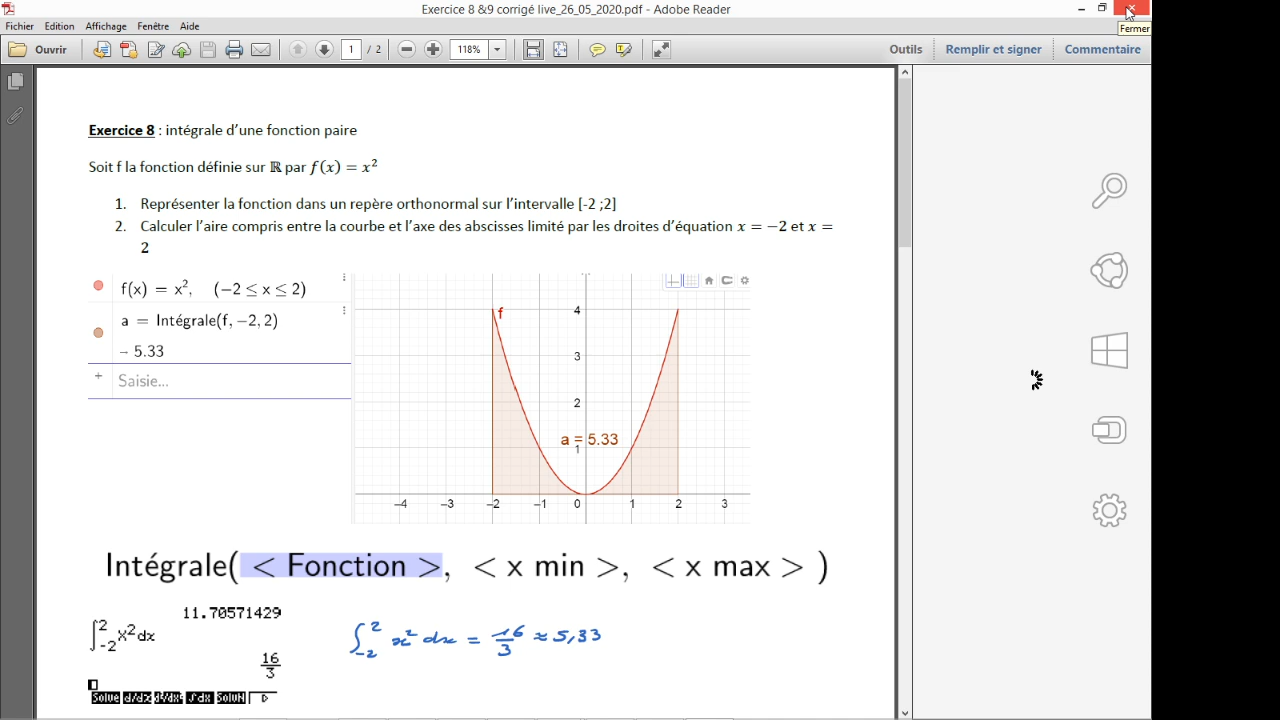 Exercice 8 &9 corrigé live_26_05_2020.pdf - Adobe Reader
Fichier Edition Affichage Fenêtre Aide
Fermer
Ouvrir 1 / 2 118% Outils Remplir et signer Commentaire
Exercice 8 : intégrale d'une fonction paire
Soit f la fonction définie sur ℝ par f(x) = x²
1. Représenter la fonction dans un repère orthonormal sur l'intervalle [-2 ;2]
2. Calculer l'aire compris entre la courbe et l'axe des abscisses limité par les droites d'équation x = −2 et x =
2
f(x) = x², (−2 ≤ x ≤ 2)
a = Intégrale(f, −2, 2)
→ 5.33
+ Saisie...
f
4
3
2
a = 5.33
1
−4 −3 −2 −1 0 1 2 3
Intégrale( < Fonction >, < x min >, < x max > )
11.70571429
∫₋₂² X²dx
16/3
Solve d/dx d²/dx² ∫dx SolvN ▷
∫₋₂² x² dx = 16/3 ≈ 5,33